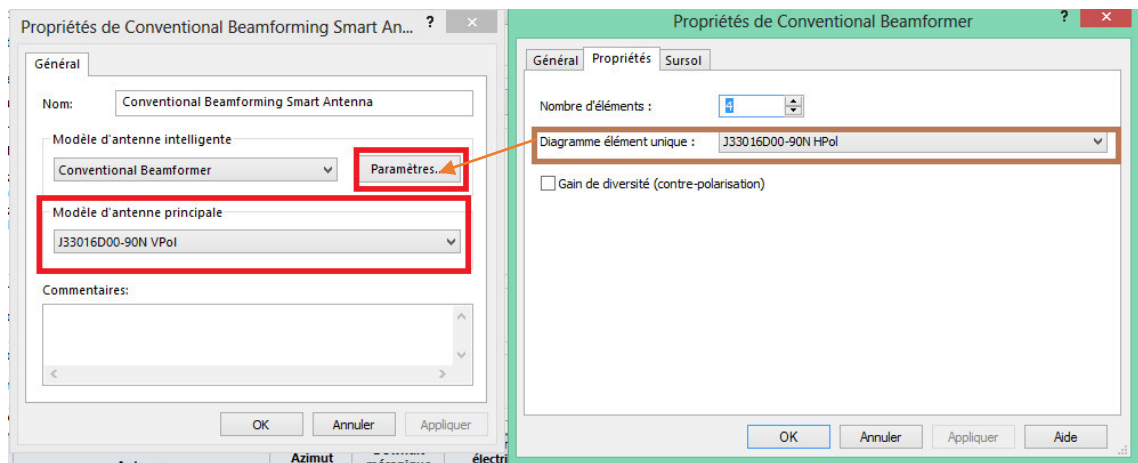 Propriétés de Conventional Beamforming Smart An... ? ×
Général
Nom: Conventional Beamforming Smart Antenna
Modèle d'antenne intelligente
Conventional Beamformer Paramètres...
Modèle d'antenne principale
J33016D00-90N VPol
Commentaires:
OK Annuler Appliquer
Propriétés de Conventional Beamformer ? ×
Général Propriétés Sursol
Nombre d'éléments : 4
Diagramme élément unique : J33016D00-90N HPol
Gain de diversité (contre-polarisation)
OK Annuler Appliquer Aide
Azimut